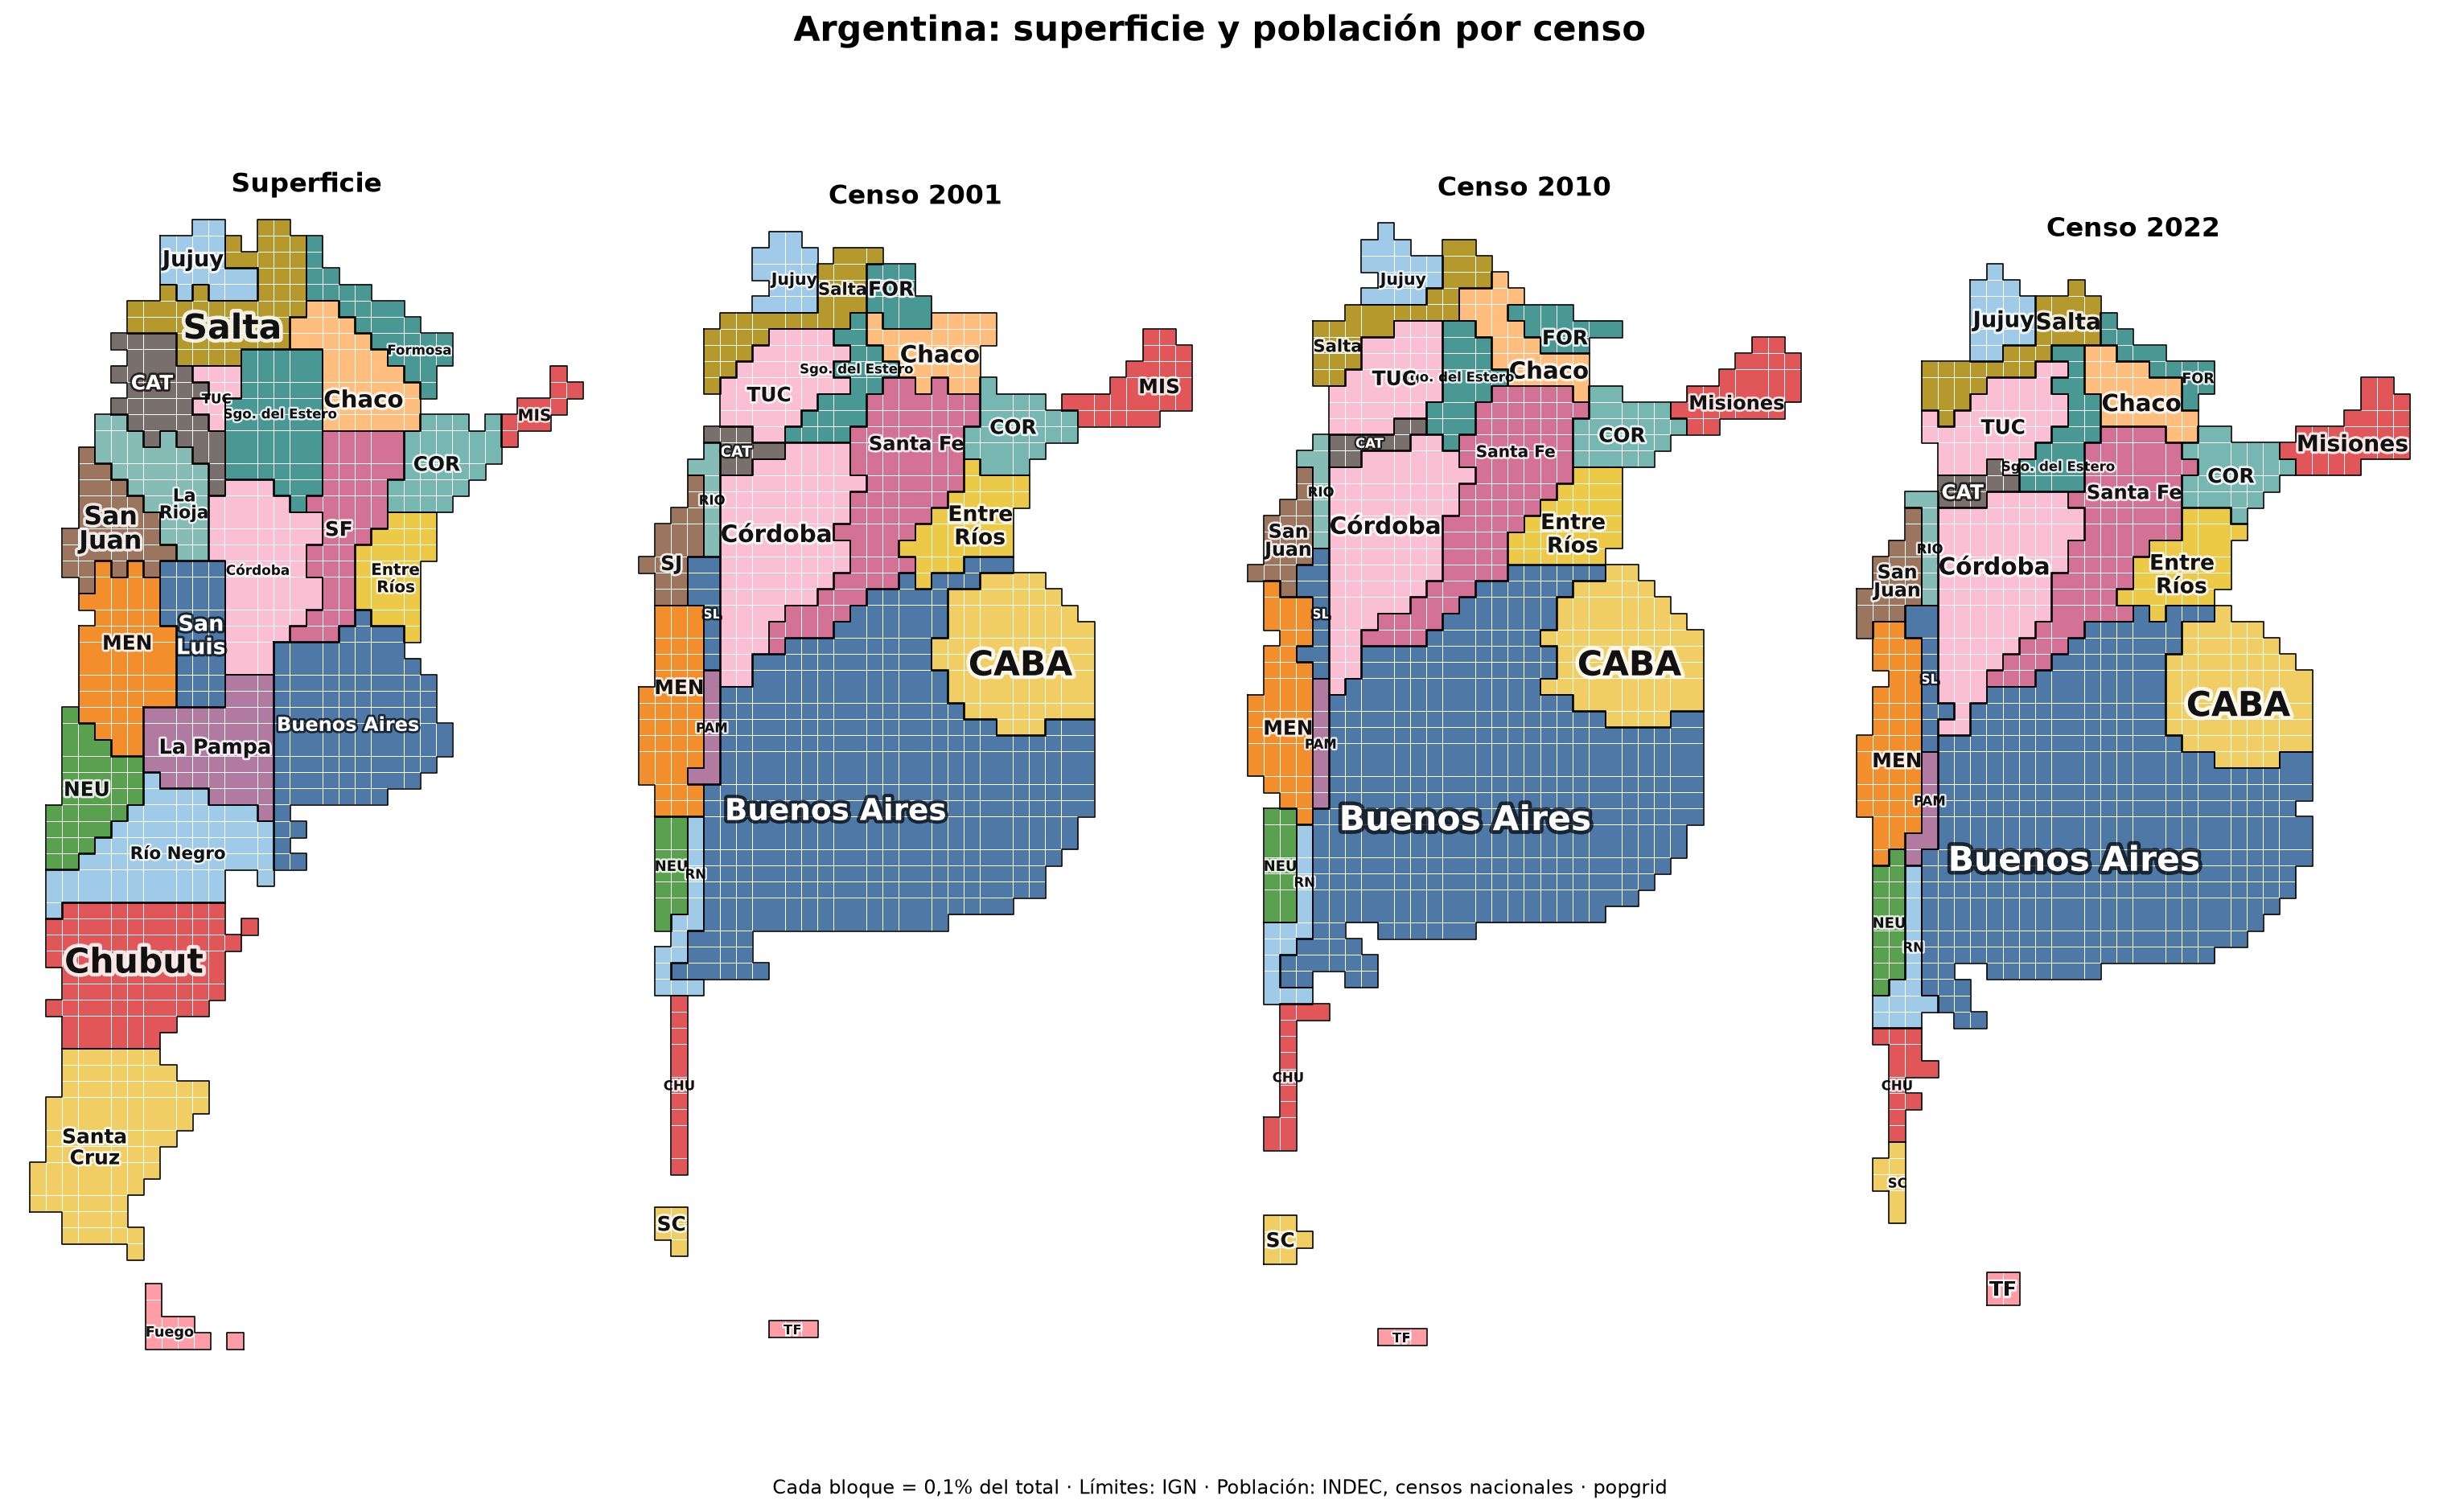 Argentina: superficie y población por censo
Superficie
Jujuy
Salta
Formosa
CAT
TUC
Sgo. del Estero
Chaco
MIS
COR
La
Rioja
San
Juan
SF
Córdoba
Entre
Ríos
San
Luis
MEN
Buenos Aires
La Pampa
NEU
Río Negro
Chubut
Santa
Cruz
Fuego
Censo 2001
Jujuy
Salta
FOR
Chaco
Sgo. del Estero
MIS
TUC
COR
Santa Fe
CAT
RIO
Entre
Ríos
Córdoba
SJ
SL
CABA
MEN
PAM
Buenos Aires
NEU
RN
CHU
SC
TF
Censo 2010
Jujuy
FOR
Salta
Chaco
TUC
o. del Estero
Misiones
COR
CAT
Santa Fe
RIO
Entre
Ríos
Córdoba
San
Juan
SL
CABA
MEN
PAM
Buenos Aires
NEU
RN
CHU
SC
TF
Censo 2022
Jujuy
Salta
FOR
Chaco
TUC
Misiones
Sgo. del Estero
COR
CAT
Santa Fe
RIO
Córdoba
Entre
Ríos
San
Juan
SL
CABA
MEN
PAM
Buenos Aires
NEU
RN
CHU
SC
TF
Cada bloque = 0,1% del total · Límites: IGN · Población: INDEC, censos nacionales · popgrid